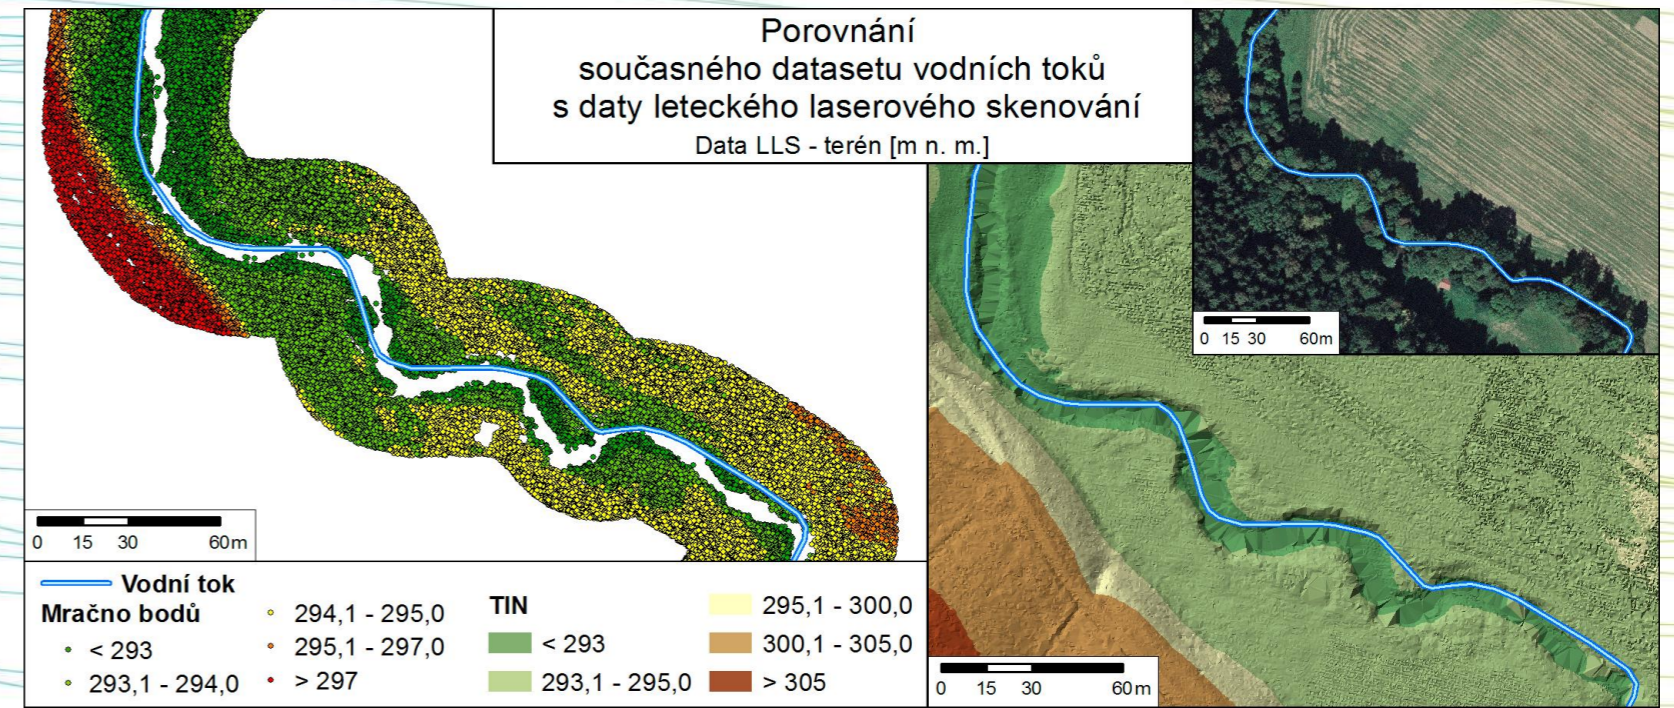 Porovnání
současného datasetu vodních toků
s daty leteckého laserového skenování
Data LLS - terén [m n. m.]
0 15 30 60m
0 15 30 60m
Vodní tok
Mračno bodů
< 293
293,1 - 294,0
294,1 - 295,0
295,1 - 297,0
> 297
TIN
< 293
293,1 - 295,0
295,1 - 300,0
300,1 - 305,0
> 305
0 15 30 60m